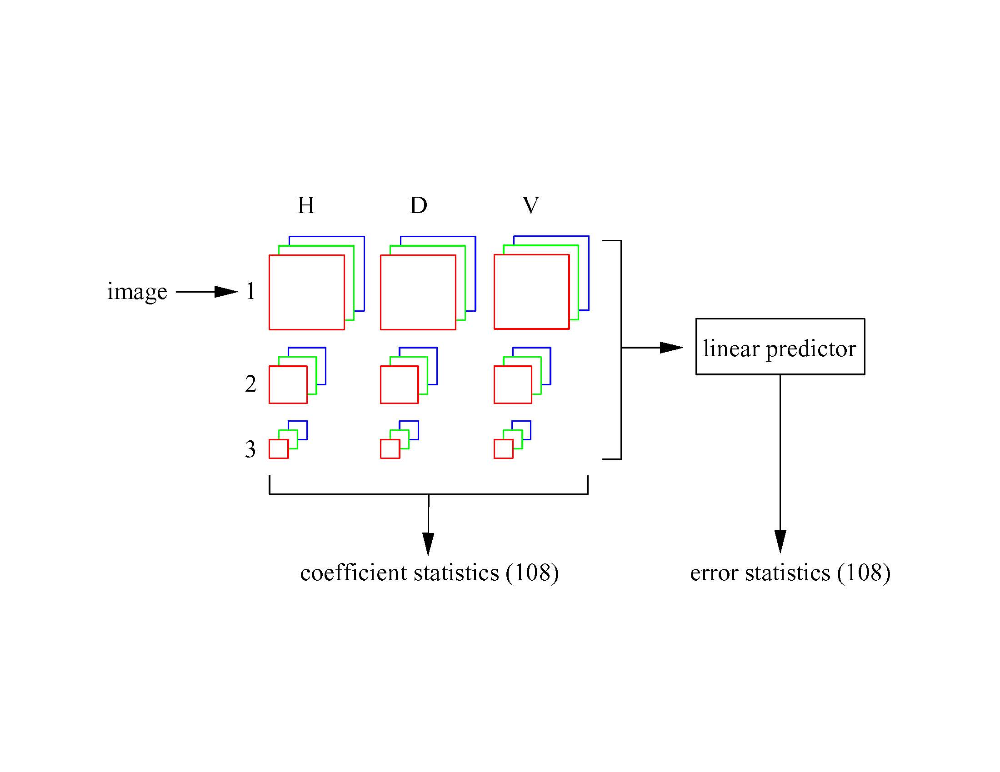 H D V
image 1
linear predictor
2
3
coefficient statistics (108)
error statistics (108)